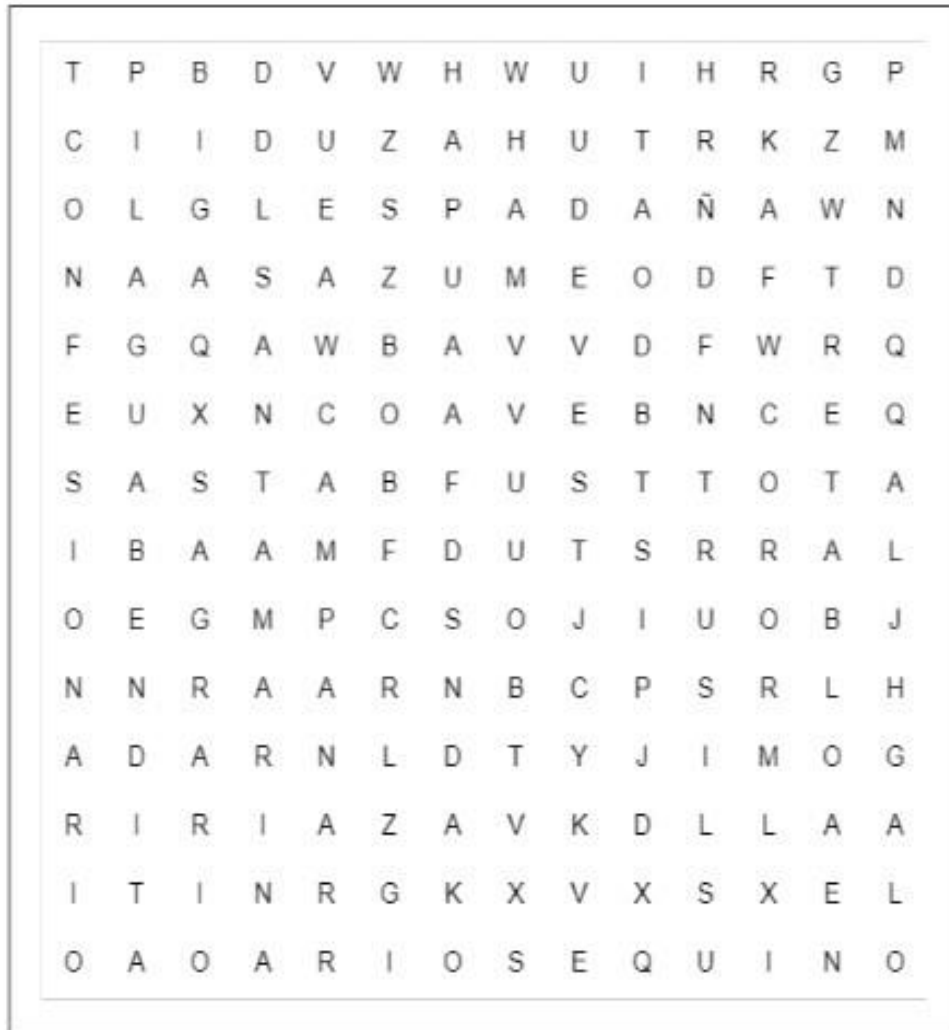 T P B D V W H W U I H R G P
C I I D U Z A H U T R K Z M
O L G L E S P A D A Ñ A W N
N A A S A Z U M E O D F T D
F G Q A W B A V V D F W R Q
E U X N C O A V E B N C E Q
S A S T A B F U S T T O T A
I B A A M F D U T S R R A L
O E G M P C S O J I U O B J
N N R A A R N B C P S R L H
A D A R N L D T Y J I M O G
R I R I A Z A V K D L L A A
I T I N R G K X V X S X E L
O A O A R I O S E Q U I N O